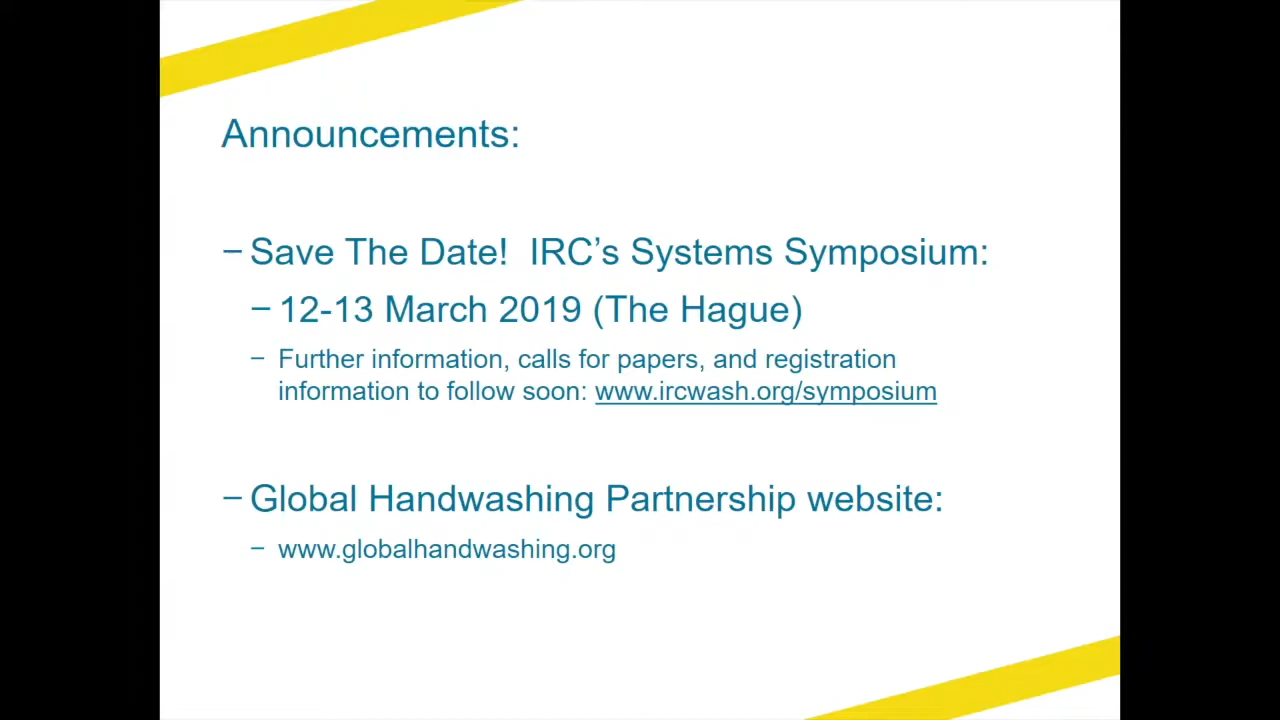 Announcements:
– Save The Date!  IRC’s Systems Symposium:
– 12-13 March 2019 (The Hague)
– Further information, calls for papers, and registration
information to follow soon: www.ircwash.org/symposium
– Global Handwashing Partnership website:
– www.globalhandwashing.org